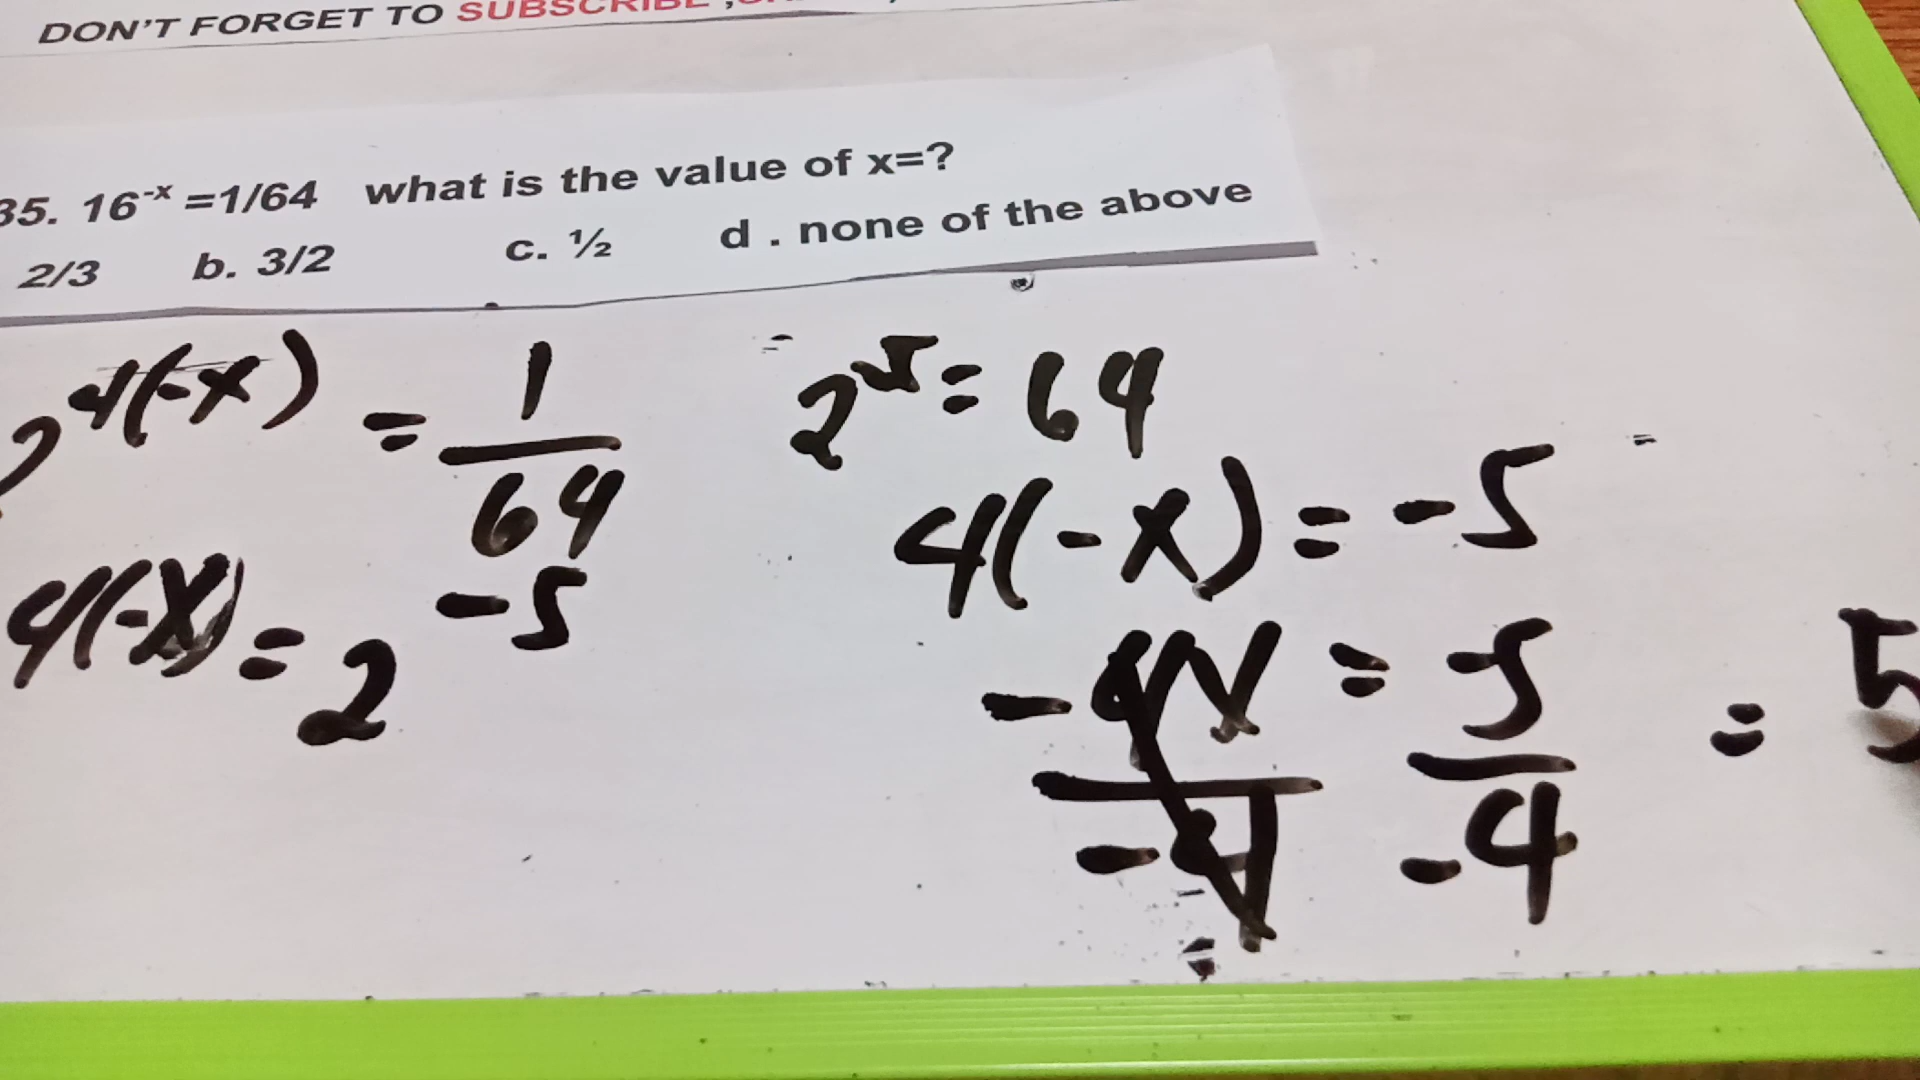 DON'T FORGET TO SUBSCRIBE ,
35. 16⁻ˣ =1/64 what is the value of x=?
2/3 b. 3/2 c. ½ d . none of the above
2^4(-x) = 1/64
4(-x) = 2^-5
2^5 = 64
4(-x) = -5
-4x/-4 = -5/-4 = 5